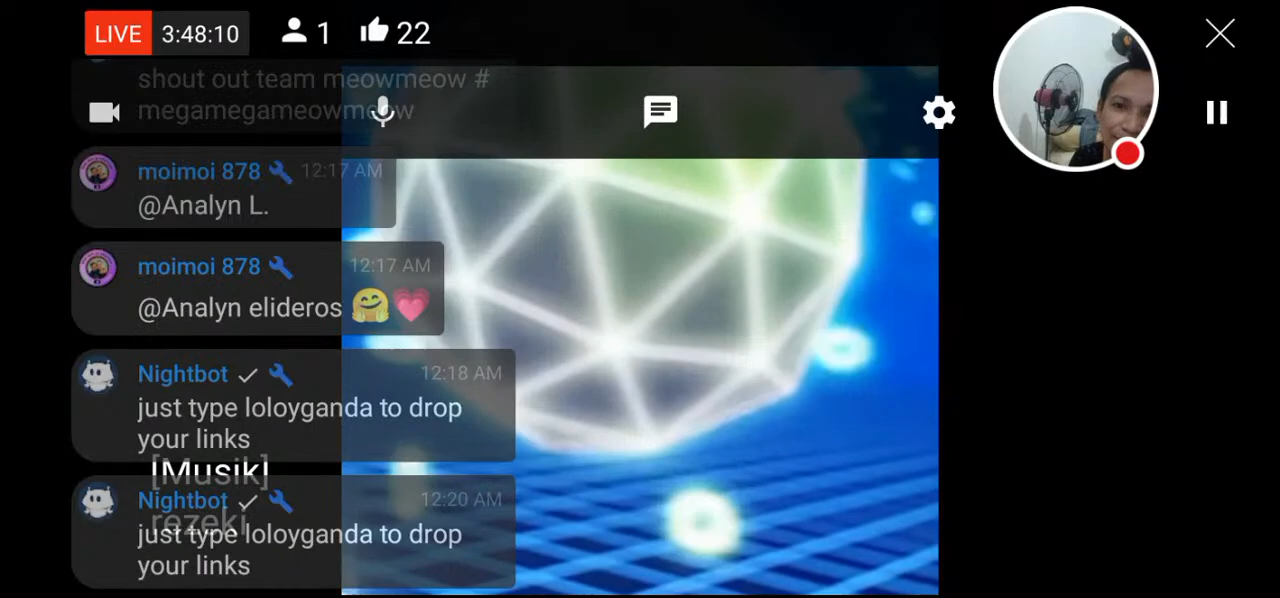 LIVE 3:48:10 1 22
shout out team meowmeow #
megamegameowmeow
moimoi 878 12:17 AM
@Analyn L.
moimoi 878 12:17 AM
@Analyn elideros 🤗💗
Nightbot 12:18 AM
just type loloyganda to drop
your links
[Musik]
Nightbot 12:20 AM
rezeki
just type loloyganda to drop
your links